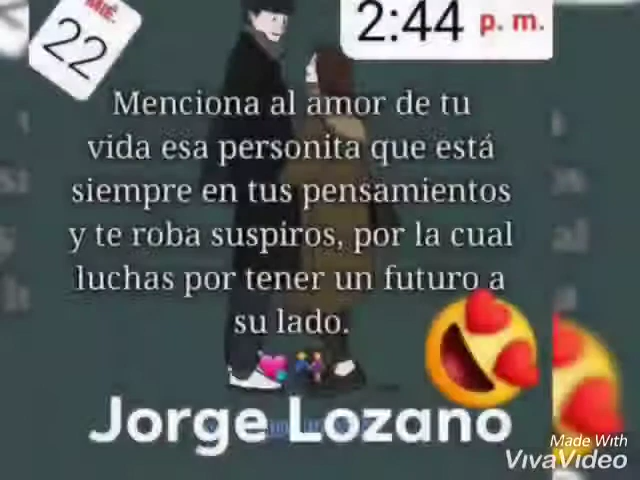 MIÉ.
22
2:44 p. m.
Menciona al amor de tu
vida esa personita que está
siempre en tus pensamientos
y te roba suspiros, por la cual
luchas por tener un futuro a
su lado.
Jorge Lozano
Made With
VivaVideo